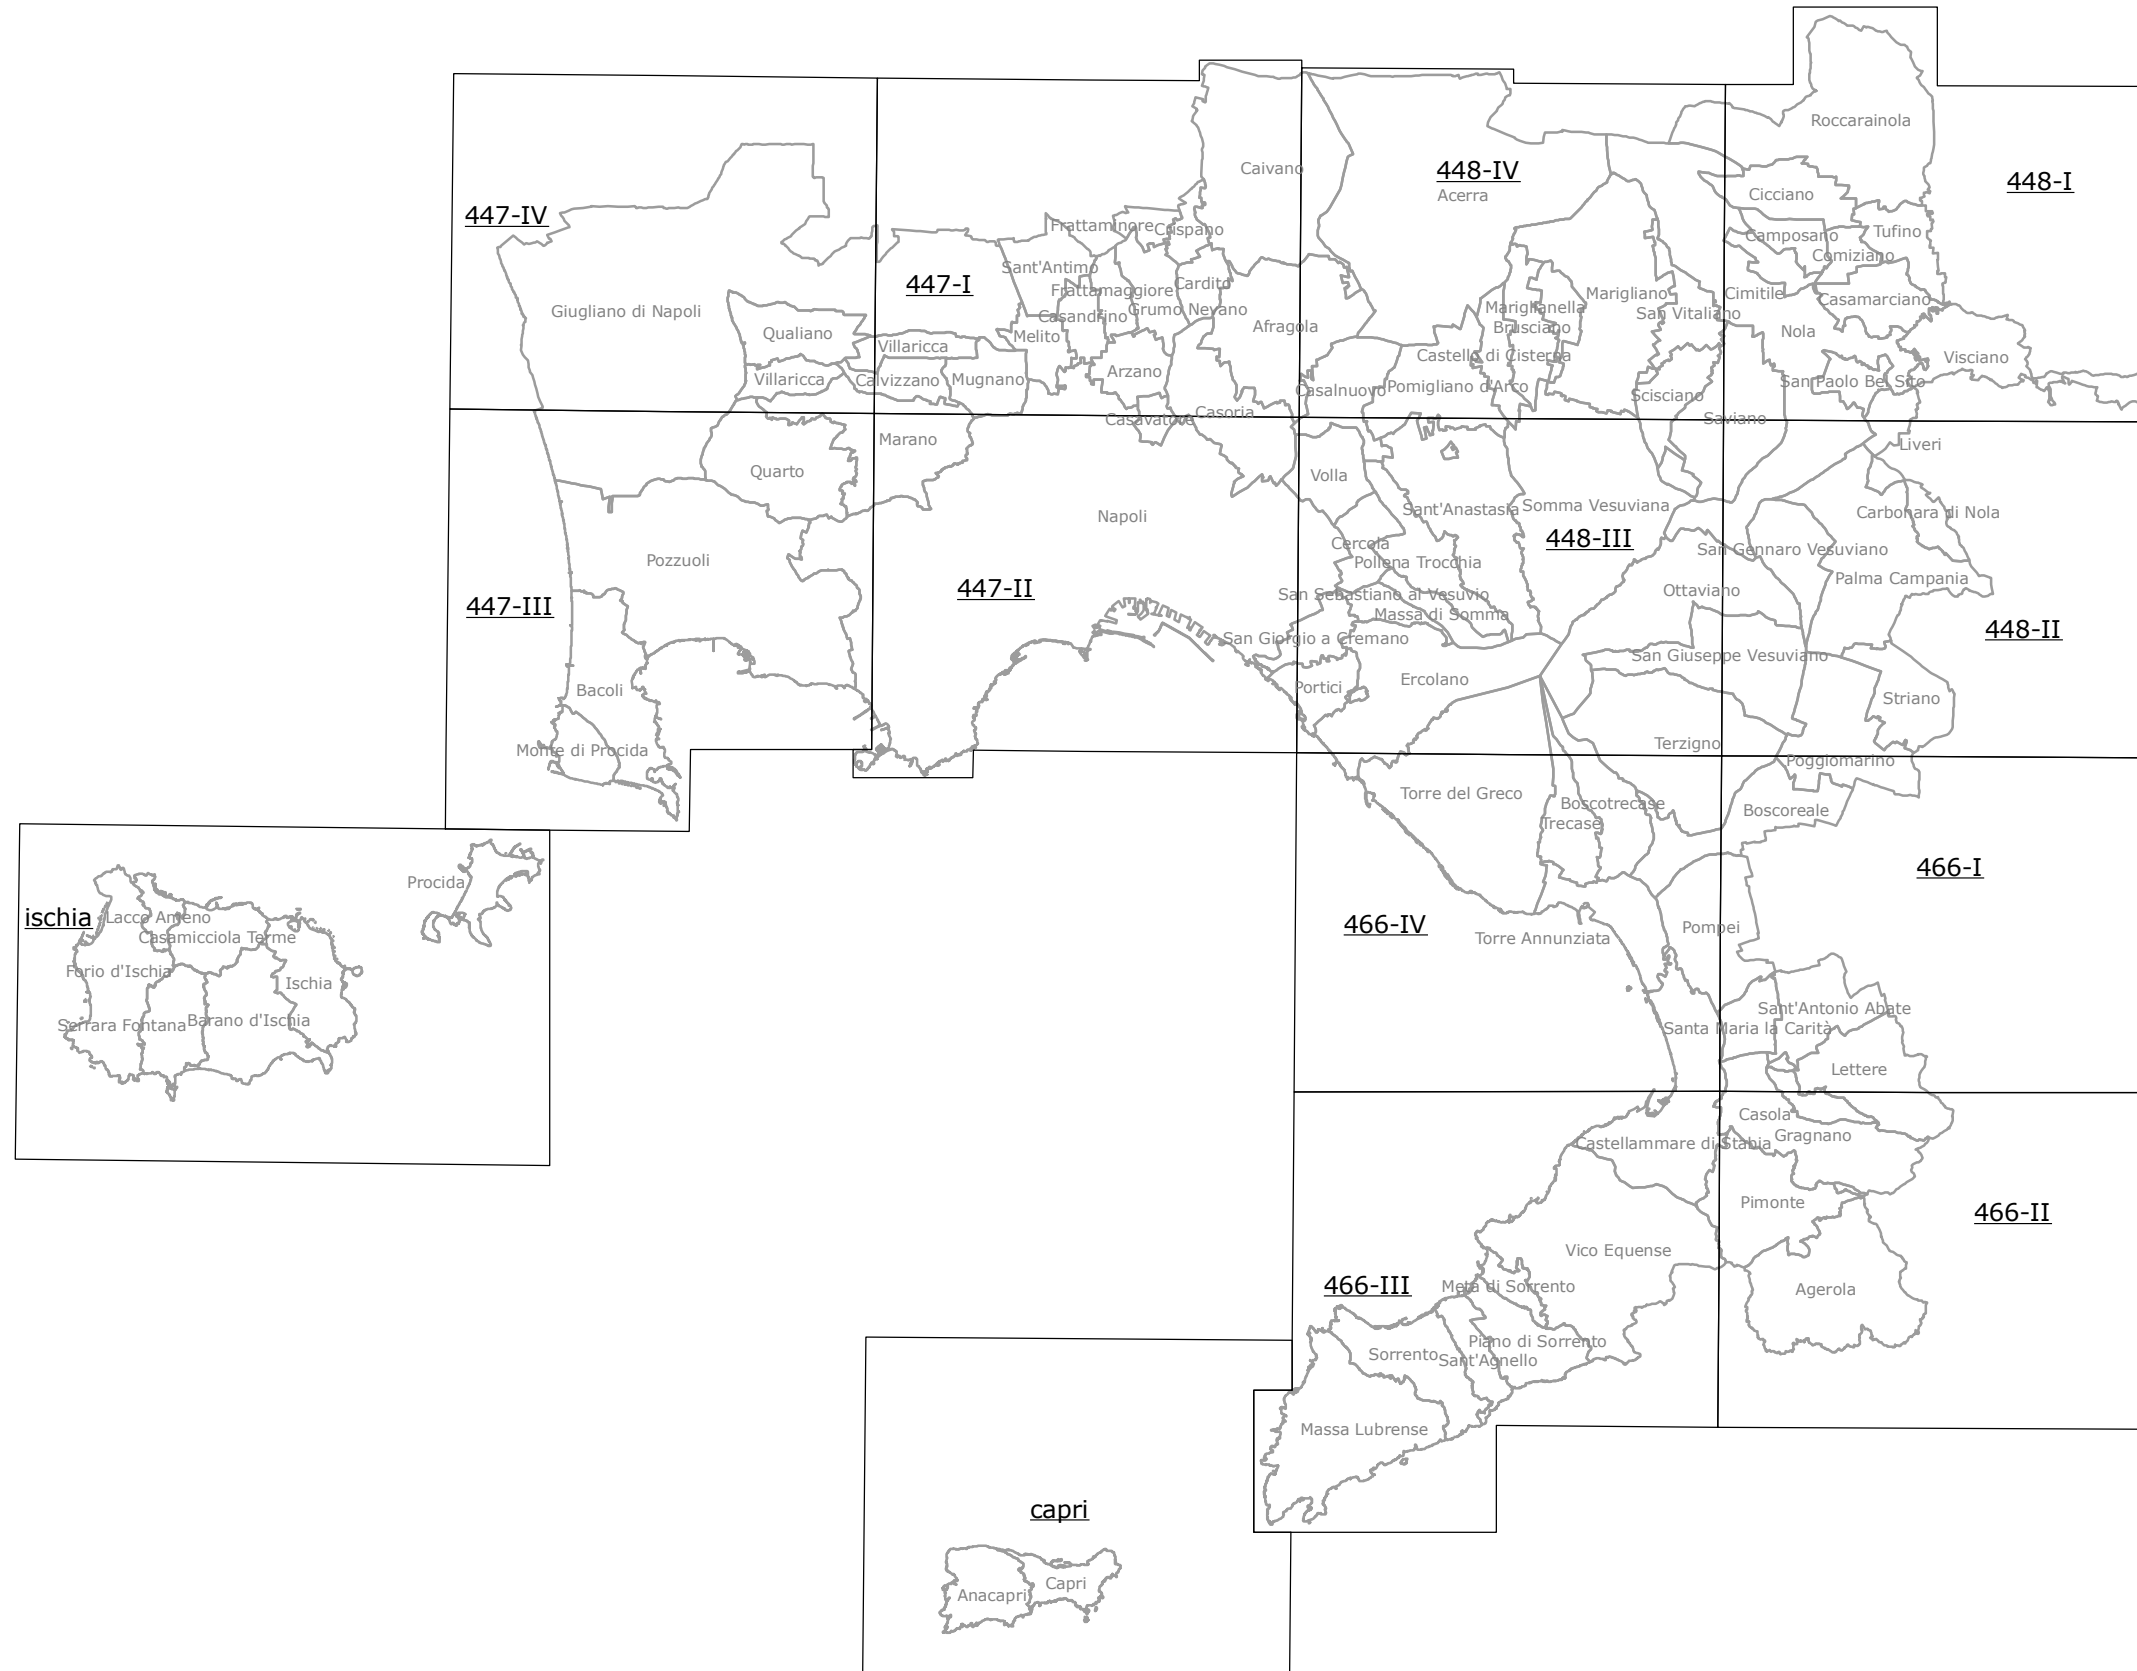 447-IV
Giugliano di Napoli
Qualiano
Villaricca
447-I
Caivano
Frattaminore
Crispano
Sant'Antimo
Cardito
Frattamaggiore
Grumo Nevano
Casandrino
Melito
Afragola
Villaricca
Calvizzano
Mugnano
Arzano
Casoria
Casavatore
448-IV
Acerra
Mariglianella
Marigliano
Brusciano
San Vitaliano
Castello di Cisterna
Casalnuovo
Pomigliano d'Arco
Scisciano
448-I
Roccarainola
Cicciano
Camposano
Tufino
Comiziano
Cimitile
Casamarciano
Nola
Visciano
San Paolo Bel Sito
Saviano
447-III
Quarto
Pozzuoli
Bacoli
Monte di Procida
447-II
Marano
Napoli
448-III
Volla
Sant'Anastasia
Somma Vesuviana
Cercola
Pollena Trocchia
San Sebastiano al Vesuvio
Massa di Somma
San Giorgio a Cremano
Ercolano
Portici
Terzigno
448-II
Liveri
Carbonara di Nola
San Gennaro Vesuviano
Palma Campania
Ottaviano
San Giuseppe Vesuviano
Striano
Poggiomarino
466-IV
Torre del Greco
Boscotrecase
Trecase
Torre Annunziata
Pompei
466-I
Boscoreale
Sant'Antonio Abate
Santa Maria la Carità
Lettere
ischia
Procida
Lacco Ameno
Casamicciola Terme
Forio d'Ischia
Ischia
Serrara Fontana
Barano d'Ischia
466-III
Castellammare di Stabia
Vico Equense
Meta di Sorrento
Piano di Sorrento
Sorrento
Sant'Agnello
Massa Lubrense
466-II
Casola
Gragnano
Pimonte
Agerola
capri
Anacapri
Capri